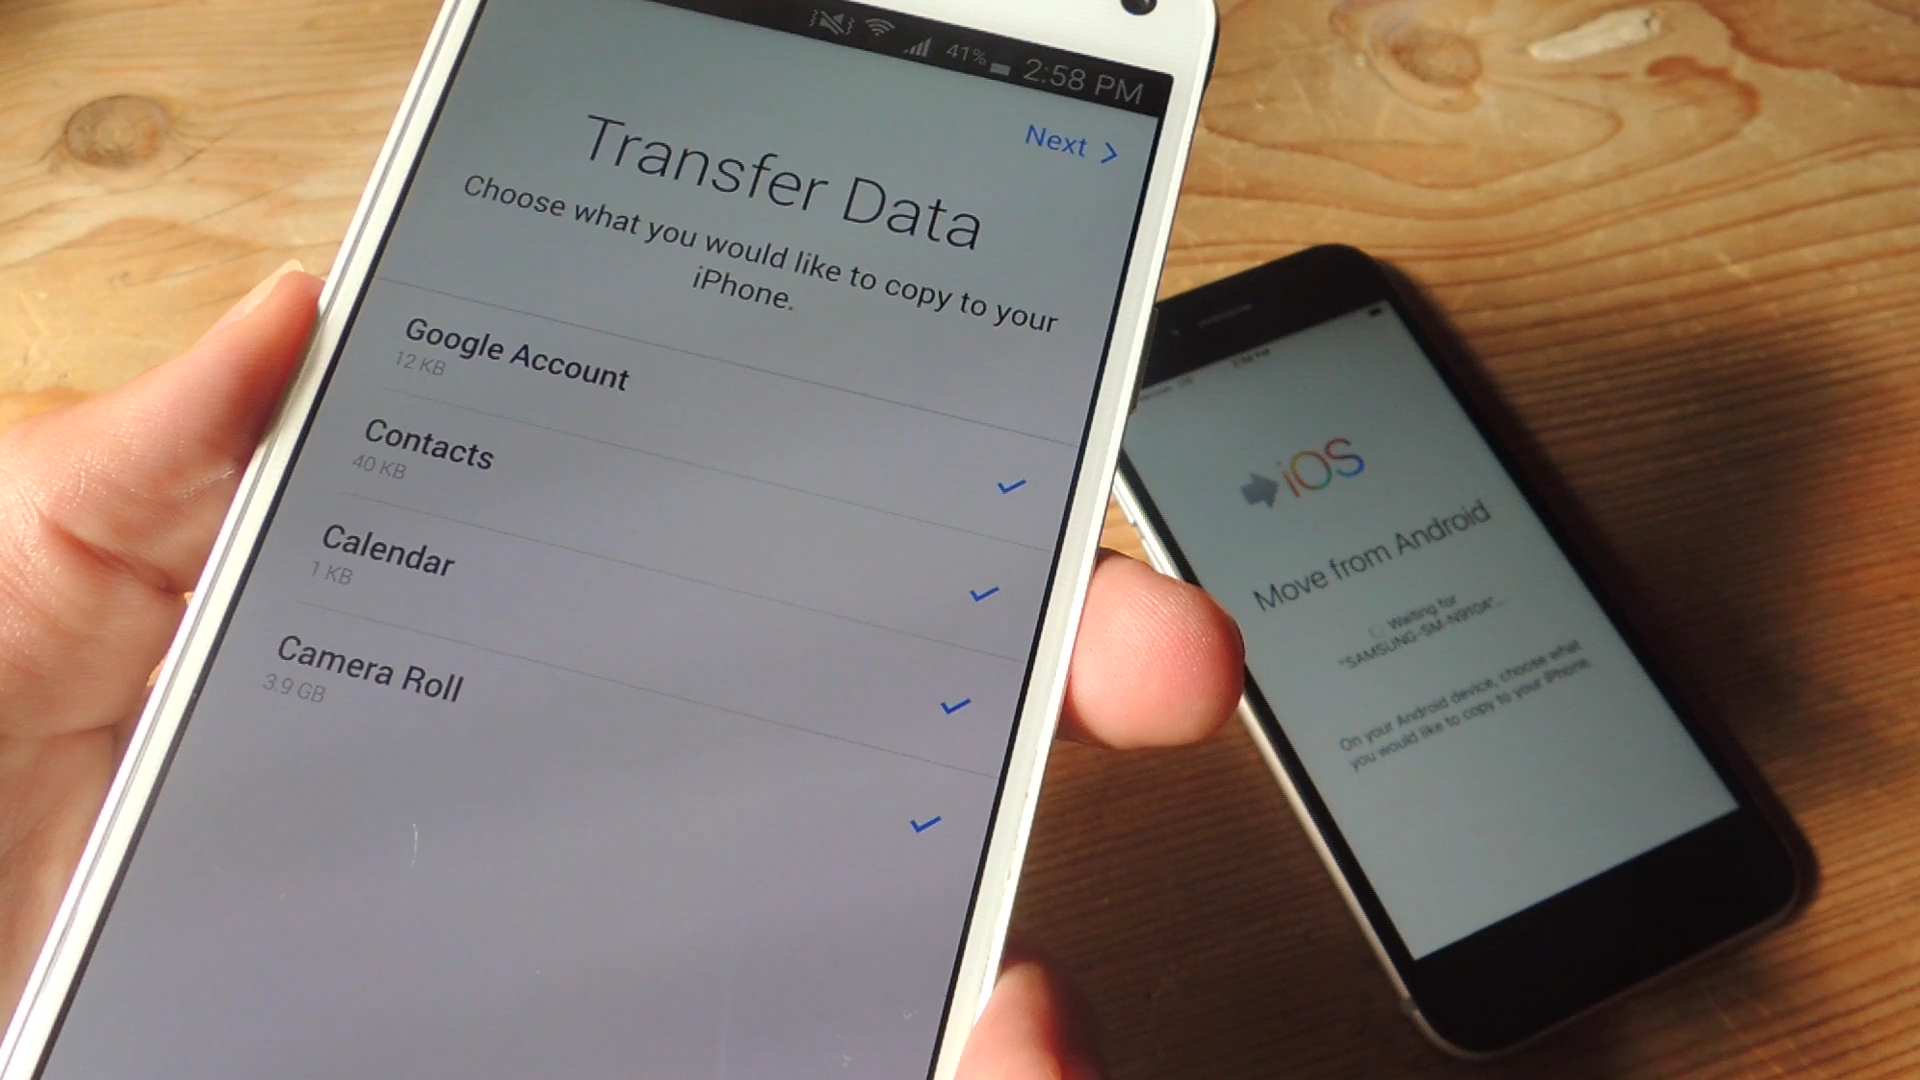 41% 2:58 PM
Next >
Transfer Data
Choose what you would like to copy to your
iPhone.
Google Account
12 KB
Contacts
40 KB
Calendar
1 KB
Camera Roll
3.9 GB
iOS
Move from Android
Waiting for
"SAMSUNG-SM-N910A"...
On your Android device, choose what
you would like to copy to your iPhone.